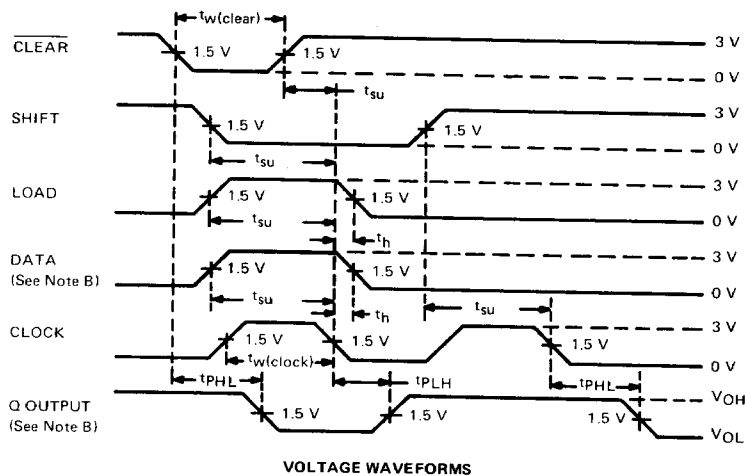 tw(clear)
CLEAR 1.5 V 1.5 V 3 V
0 V
tsu
SHIFT 1.5 V 1.5 V 3 V
0 V
tsu
LOAD 1.5 V 1.5 V 3 V
0 V
tsu th
DATA 1.5 V 1.5 V 3 V
(See Note B) 0 V
tsu th tsu
CLOCK 1.5 V 1.5 V 1.5 V 3 V
0 V
tw(clock)
tPHL tPLH tPHL
Q OUTPUT 1.5 V 1.5 V 1.5 V VOH
(See Note B) VOL
VOLTAGE WAVEFORMS